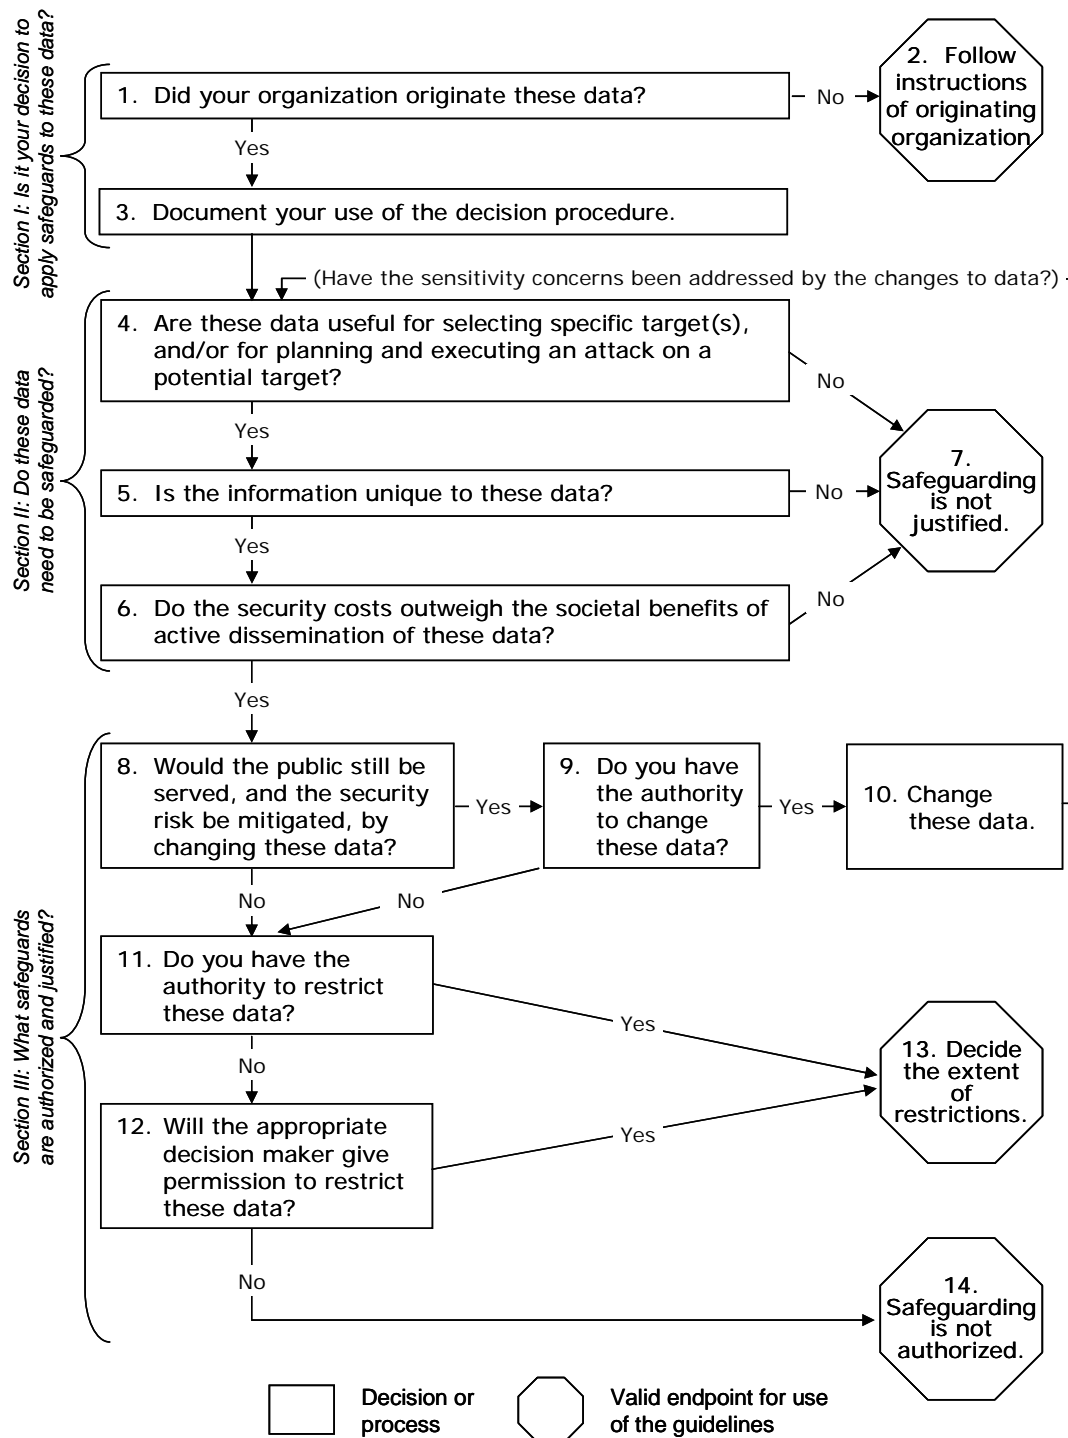 Section I: Is it your decision to
apply safeguards to these data?
1. Did your organization originate these data?
No
2. Follow
instructions
of originating
organization
Yes
3. Document your use of the decision procedure.
(Have the sensitivity concerns been addressed by the changes to data?)
Section II: Do these data
need to be safeguarded?
4. Are these data useful for selecting specific target(s),
and/or for planning and executing an attack on a
potential target?
No
Yes
7.
Safeguarding
is not
justified.
5. Is the information unique to these data?
No
Yes
6. Do the security costs outweigh the societal benefits of
active dissemination of these data?
No
Yes
Section III: What safeguards
are authorized and justified?
8. Would the public still be
served, and the security
risk be mitigated, by
changing these data?
Yes
9. Do you have
the authority
to change
these data?
Yes
10. Change
these data.
No
No
11. Do you have the
authority to restrict
these data?
Yes
No
13. Decide
the extent
of
restrictions.
12. Will the appropriate
decision maker give
permission to restrict
these data?
Yes
No
14.
Safeguarding
is not
authorized.
Decision or
process
Valid endpoint for use
of the guidelines